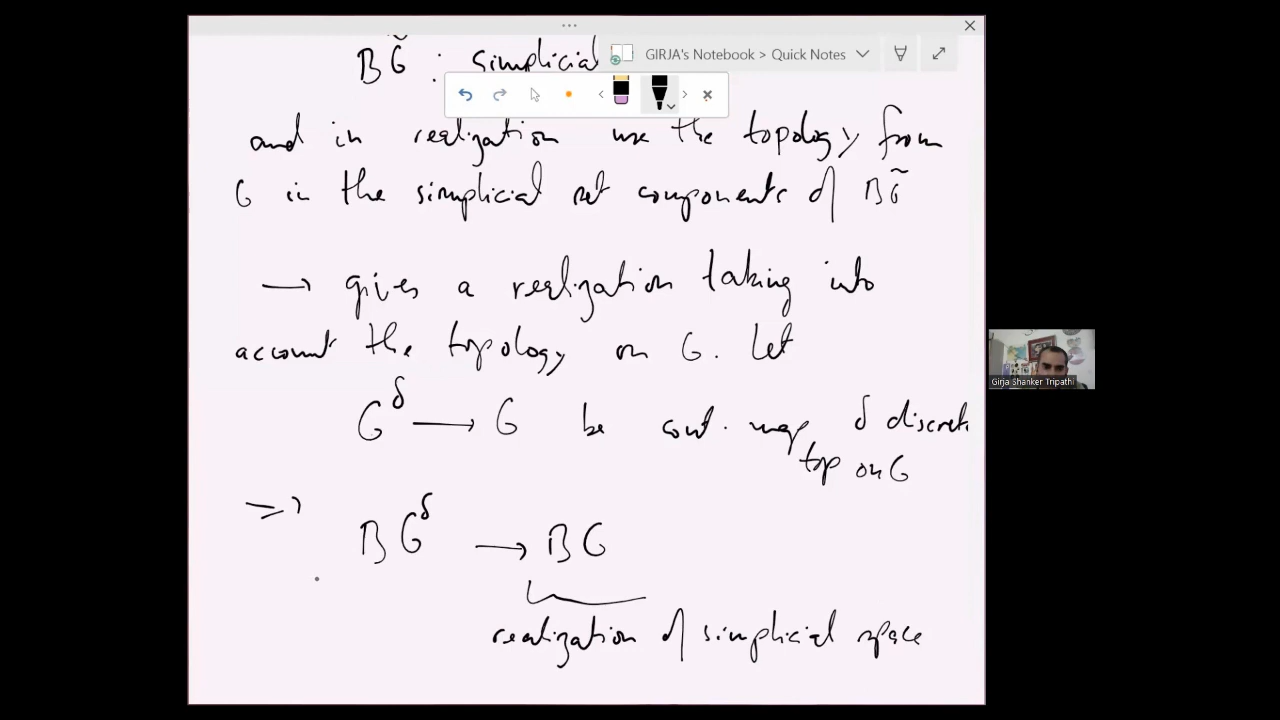 BG̃ : simplicial
GIRJA's Notebook > Quick Notes
and in realization use the topology from
G in the simplicial set components of BG̃
→ gives a realization taking into
account the topology on G. Let
G^δ → G be cont. map δ discrete
top on G
=> BG^δ → BG
realization of simplicial space
Girja Shanker Tripathi